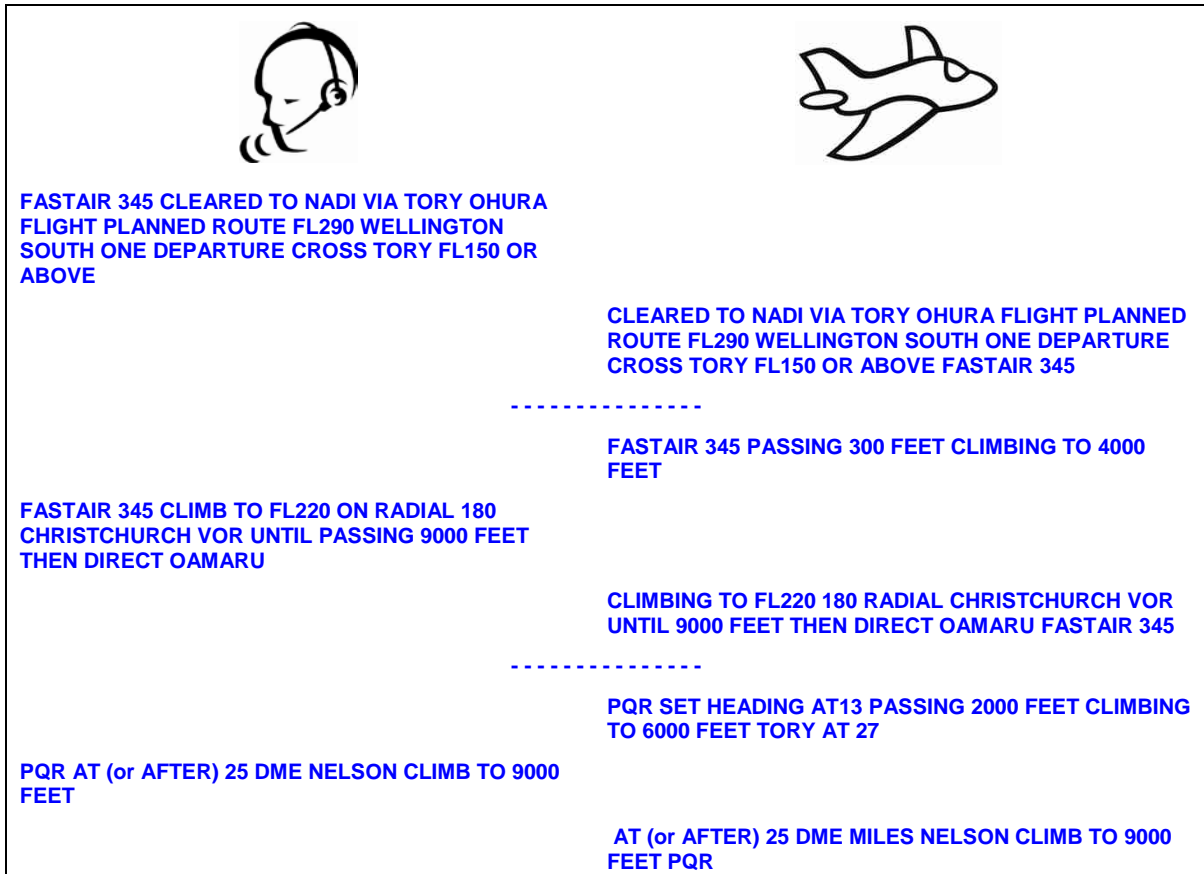 FASTAIR 345 CLEARED TO NADI VIA TORY OHURA
FLIGHT PLANNED ROUTE FL290 WELLINGTON
SOUTH ONE DEPARTURE CROSS TORY FL150 OR
ABOVE
CLEARED TO NADI VIA TORY OHURA FLIGHT PLANNED
ROUTE FL290 WELLINGTON SOUTH ONE DEPARTURE
CROSS TORY FL150 OR ABOVE FASTAIR 345
- - - - - - - - - - - - - - -
FASTAIR 345 PASSING 300 FEET CLIMBING TO 4000
FEET
FASTAIR 345 CLIMB TO FL220 ON RADIAL 180
CHRISTCHURCH VOR UNTIL PASSING 9000 FEET
THEN DIRECT OAMARU
CLIMBING TO FL220 180 RADIAL CHRISTCHURCH VOR
UNTIL 9000 FEET THEN DIRECT OAMARU FASTAIR 345
- - - - - - - - - - - - - - -
PQR SET HEADING AT13 PASSING 2000 FEET CLIMBING
TO 6000 FEET TORY AT 27
PQR AT (or AFTER) 25 DME NELSON CLIMB TO 9000
FEET
AT (or AFTER) 25 DME MILES NELSON CLIMB TO 9000
FEET PQR